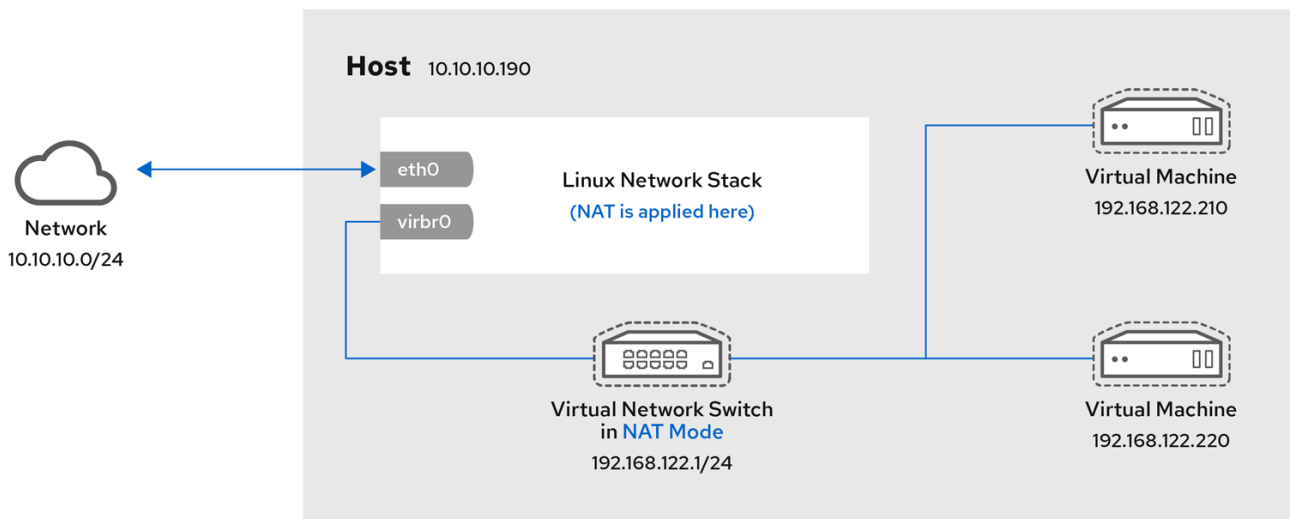 Host 10.10.10.190
eth0
Linux Network Stack
(NAT is applied here)
virbr0
Network
10.10.10.0/24
Virtual Machine
192.168.122.210
Virtual Network Switch
in NAT Mode
192.168.122.1/24
Virtual Machine
192.168.122.220